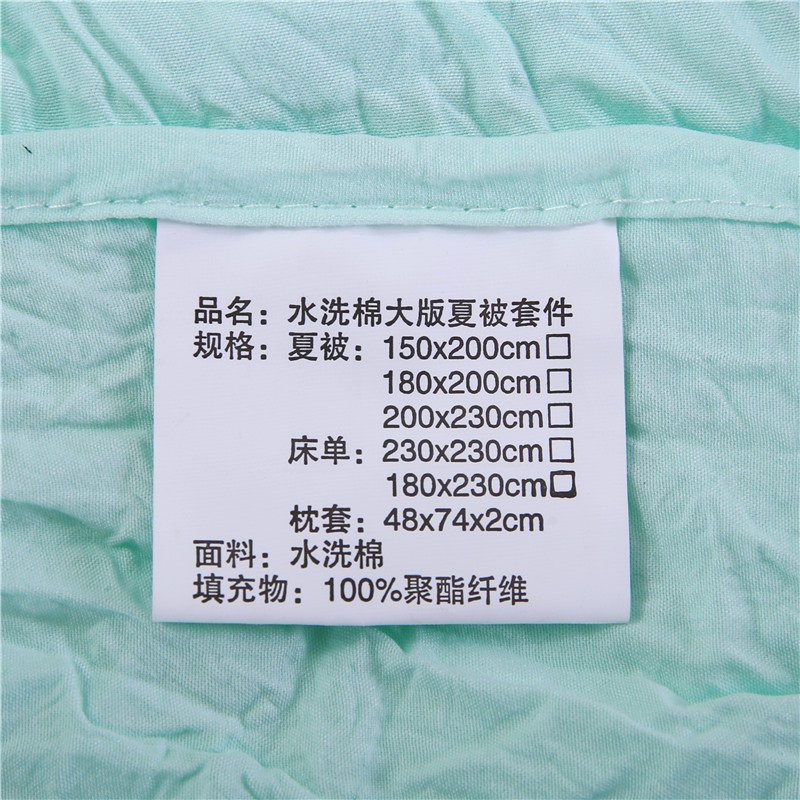 品名：水洗棉大版夏被套件
规格：夏被：150x200cm□
180x200cm□
200x230cm□
床单：230x230cm□
180x230cm□
枕套：48x74x2cm
面料：水洗棉
填充物：100%聚酯纤维